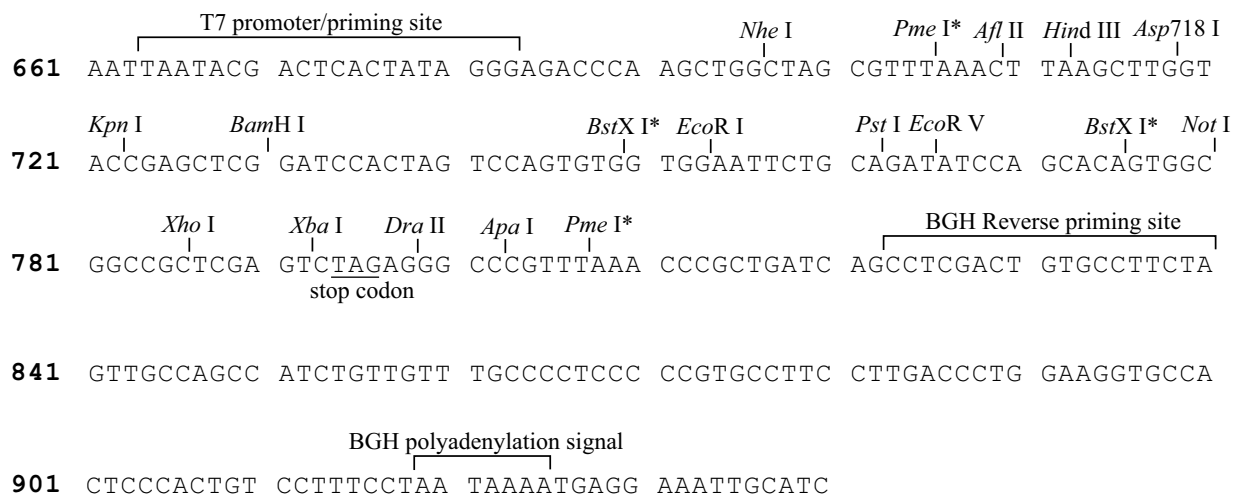 T7 promoter/priming site
Nhe I Pme I* Afl II Hind III Asp718 I
661 AATTAATACG ACTCACTATA GGGAGACCCA AGCTGGCTAG CGTTTAAACT TAAGCTTGGT
Kpn I BamH I BstX I* EcoR I Pst I EcoR V BstX I* Not I
721 ACCGAGCTCG GATCCACTAG TCCAGTGTGG TGGAATTCTG CAGATATCCA GCACAGTGGC
Xho I Xba I Dra II Apa I Pme I* BGH Reverse priming site
781 GGCCGCTCGA GTCTAGAGGG CCCGTTTAAA CCCGCTGATC AGCCTCGACT GTGCCTTCTA
stop codon
841 GTTGCCAGCC ATCTGTTGTT TGCCCCTCCC CCGTGCCTTC CTTGACCCTG GAAGGTGCCA
BGH polyadenylation signal
901 CTCCCACTGT CCTTTCCTAA TAAAATGAGG AAATTGCATC